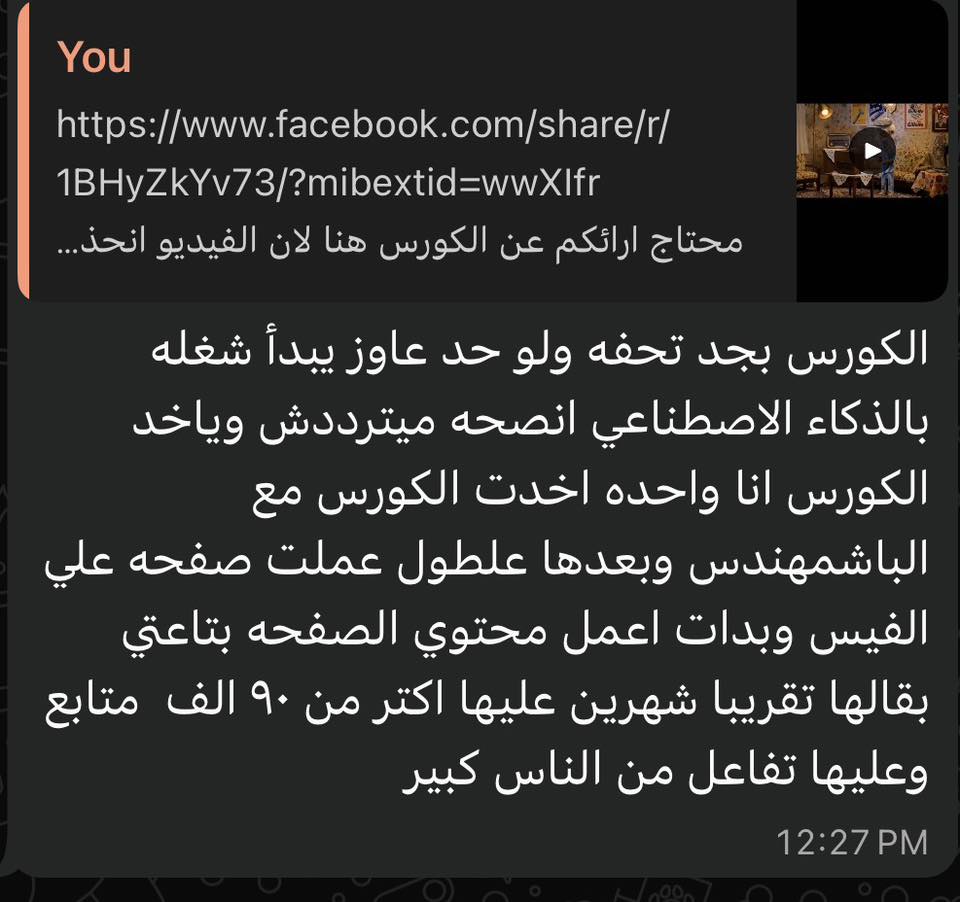 You
https://www.facebook.com/share/r/
1BHyZkYv73/?mibextid=wwXIfr
محتاج ارائكم عن الكورس هنا لان الفيديو انحذ...
الكورس بجد تحفه ولو حد عاوز يبدأ شغله
بالذكاء الاصطناعي انصحه ميترددش وياخد
الكورس انا واحده اخدت الكورس مع
الباشمهندس وبعدها علطول عملت صفحه علي
الفيس وبدات اعمل محتوي الصفحه بتاعتي
بقالها تقريبا شهرين عليها اكتر من ٩٠ الف متابع
وعليها تفاعل من الناس كبير
12:27 PM